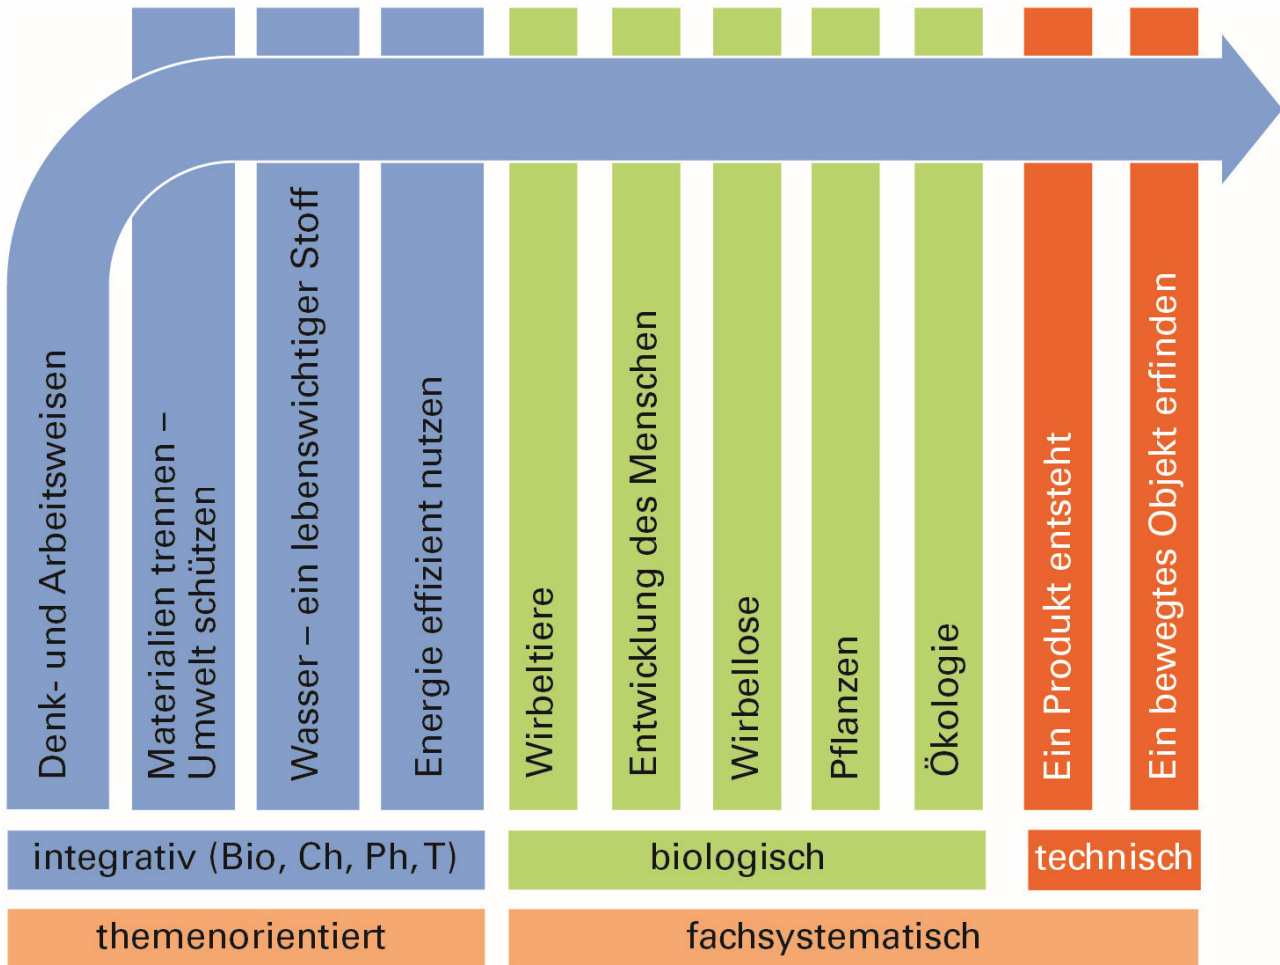 Denk- und Arbeitsweisen
Materialien trennen –
Umwelt schützen
Wasser – ein lebenswichtiger Stoff
Energie effizient nutzen
Wirbeltiere
Entwicklung des Menschen
Wirbellose
Pflanzen
Ökologie
Ein Produkt entsteht
Ein bewegtes Objekt erfinden
integrativ (Bio, Ch, Ph, T)
biologisch
technisch
themenorientiert
fachsystematisch